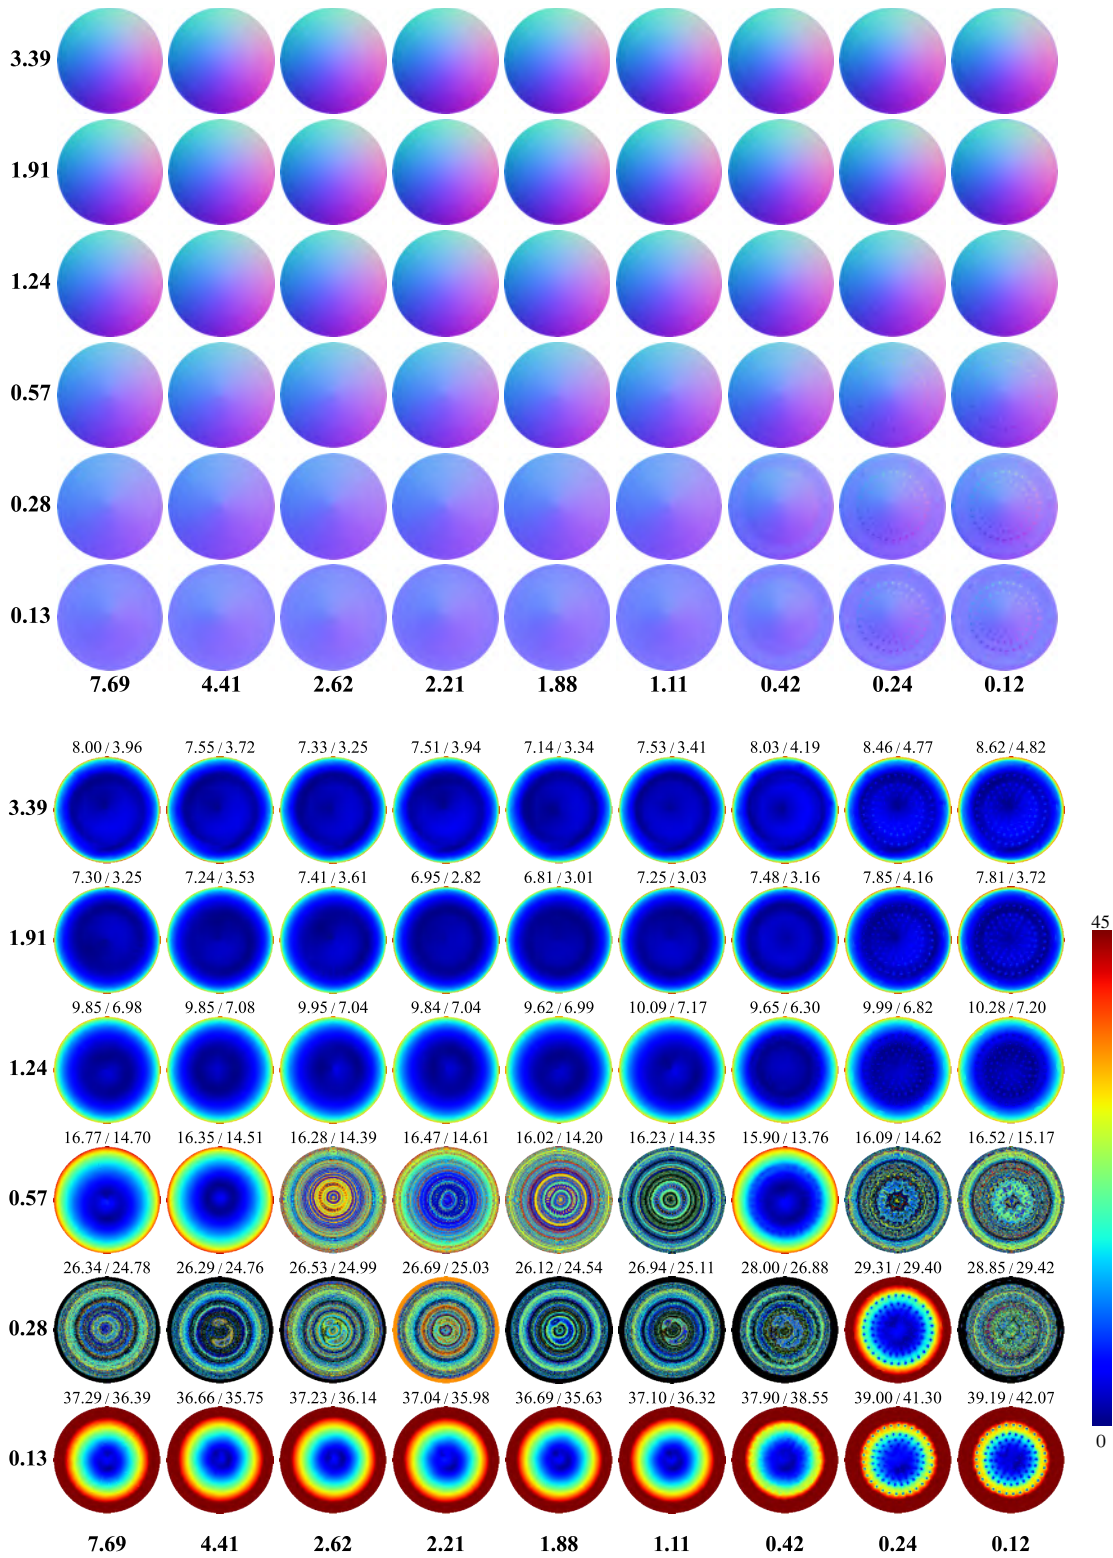 3.39
1.91
1.24
0.57
0.28
0.13
7.69 4.41 2.62 2.21 1.88 1.11 0.42 0.24 0.12
8.00 / 3.96 7.55 / 3.72 7.33 / 3.25 7.51 / 3.94 7.14 / 3.34 7.53 / 3.41 8.03 / 4.19 8.46 / 4.77 8.62 / 4.82
3.39
7.30 / 3.25 7.24 / 3.53 7.41 / 3.61 6.95 / 2.82 6.81 / 3.01 7.25 / 3.03 7.48 / 3.16 7.85 / 4.16 7.81 / 3.72
45
1.91
9.85 / 6.98 9.85 / 7.08 9.95 / 7.04 9.84 / 7.04 9.62 / 6.99 10.09 / 7.17 9.65 / 6.30 9.99 / 6.82 10.28 / 7.20
1.24
16.77 / 14.70 16.35 / 14.51 16.28 / 14.39 16.47 / 14.61 16.02 / 14.20 16.23 / 14.35 15.90 / 13.76 16.09 / 14.62 16.52 / 15.17
0.57
26.34 / 24.78 26.29 / 24.76 26.53 / 24.99 26.69 / 25.03 26.12 / 24.54 26.94 / 25.11 28.00 / 26.88 29.31 / 29.40 28.85 / 29.42
0.28
37.29 / 36.39 36.66 / 35.75 37.23 / 36.14 37.04 / 35.98 36.69 / 35.63 37.10 / 36.32 37.90 / 38.55 39.00 / 41.30 39.19 / 42.07
0
0.13
7.69 4.41 2.62 2.21 1.88 1.11 0.42 0.24 0.12